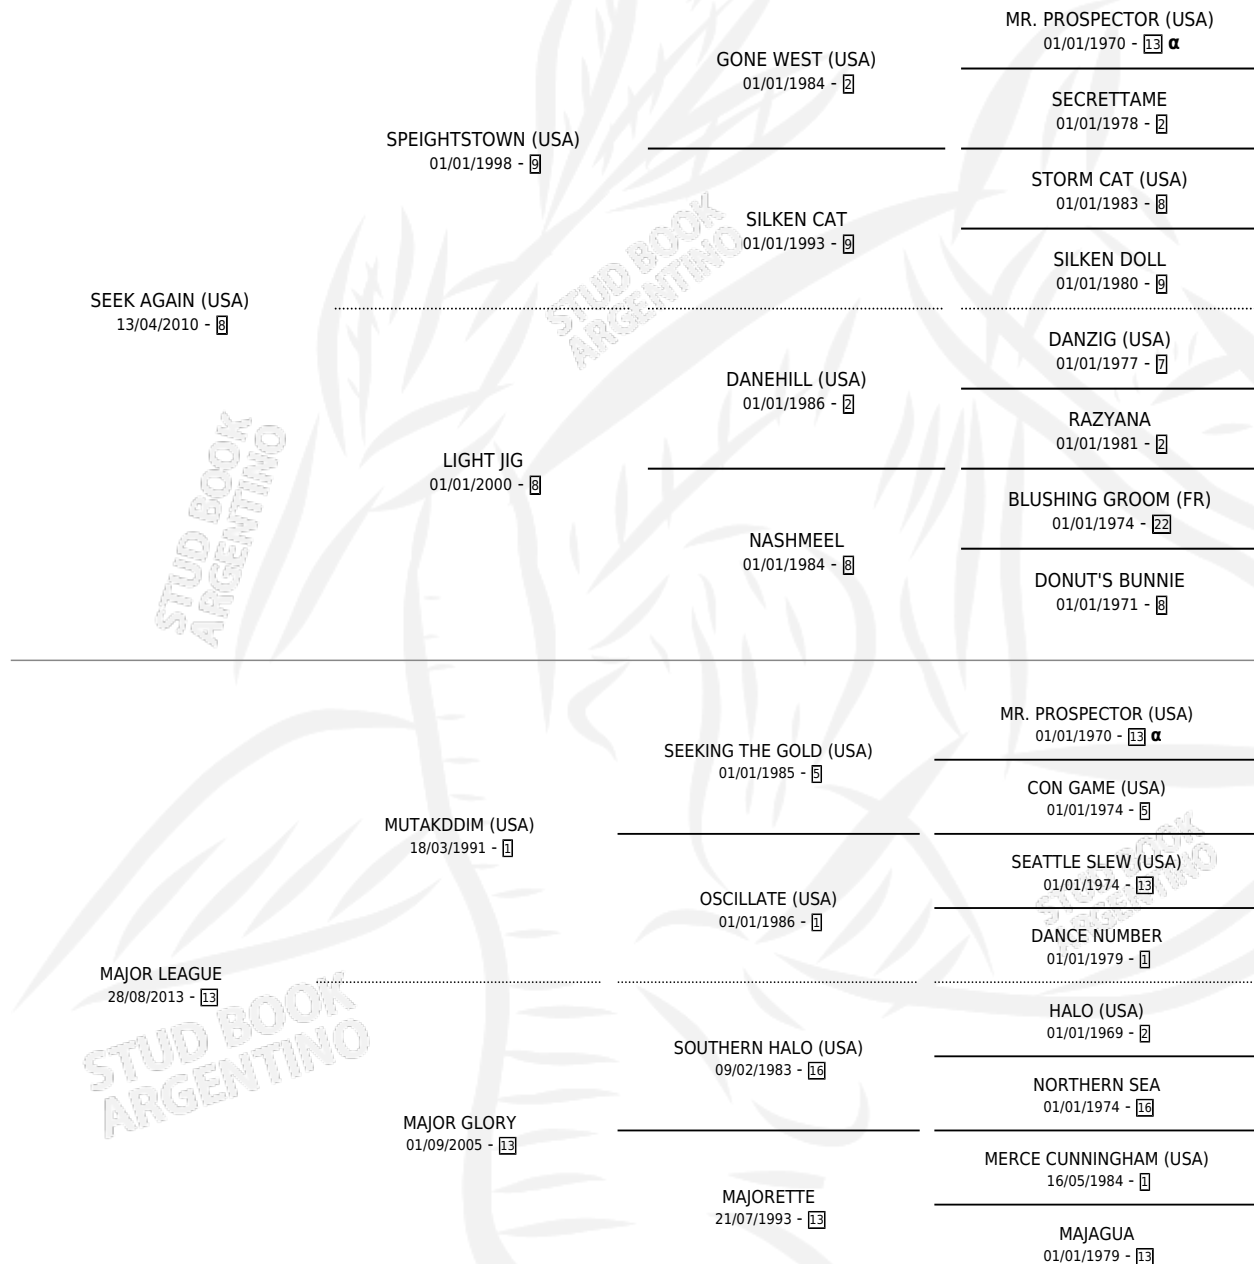 MR. PROSPECTOR (USA)
01/01/1970 - 13 α
GONE WEST (USA)
01/01/1984 - 2
SECRETTAME
01/01/1978 - 2
SPEIGHTSTOWN (USA)
01/01/1998 - 9
STORM CAT (USA)
01/01/1983 - 8
SILKEN CAT
01/01/1993 - 9
SILKEN DOLL
01/01/1980 - 9
STUD BOOK
ARGENTINO
SEEK AGAIN (USA)
13/04/2010 - 8
DANZIG (USA)
01/01/1977 - 7
DANEHILL (USA)
01/01/1986 - 2
RAZYANA
01/01/1981 - 2
LIGHT JIG
01/01/2000 - 8
BLUSHING GROOM (FR)
01/01/1974 - 22
NASHMEEL
01/01/1984 - 8
DONUT'S BUNNIE
01/01/1971 - 8
STUD BOOK
ARGENTINO
MR. PROSPECTOR (USA)
01/01/1970 - 13 α
SEEKING THE GOLD (USA)
01/01/1985 - 5
CON GAME (USA)
01/01/1974 - 5
MUTAKDDIM (USA)
18/03/1991 - 1
SEATTLE SLEW (USA)
01/01/1974 - 13
STUD BOOK
ARGENTINO
OSCILLATE (USA)
01/01/1986 - 1
DANCE NUMBER
01/01/1979 - 1
MAJOR LEAGUE
28/08/2013 - 13
STUD BOOK
ARGENTINO
HALO (USA)
01/01/1969 - 2
SOUTHERN HALO (USA)
09/02/1983 - 16
NORTHERN SEA
01/01/1974 - 16
MAJOR GLORY
01/09/2005 - 13
MERCE CUNNINGHAM (USA)
16/05/1984 - 1
MAJORETTE
21/07/1993 - 13
MAJAGUA
01/01/1979 - 13